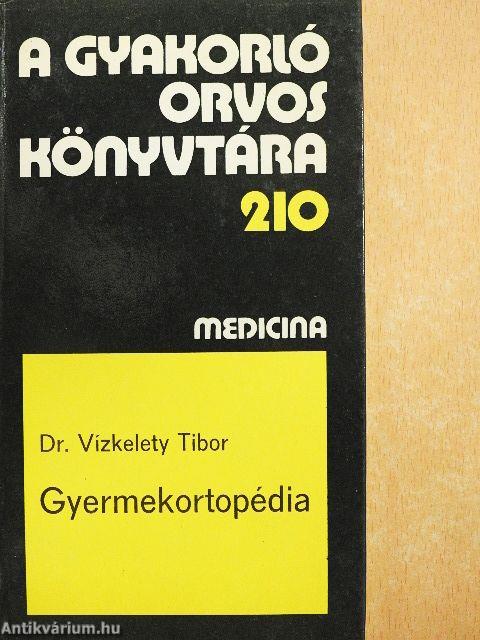 A GYAKORLÓ
ORVOS
KÖNYVTÁRA
210
MEDICINA
Dr. Vízkelety Tibor
Gyermekortopédia
Antikvárium.hu